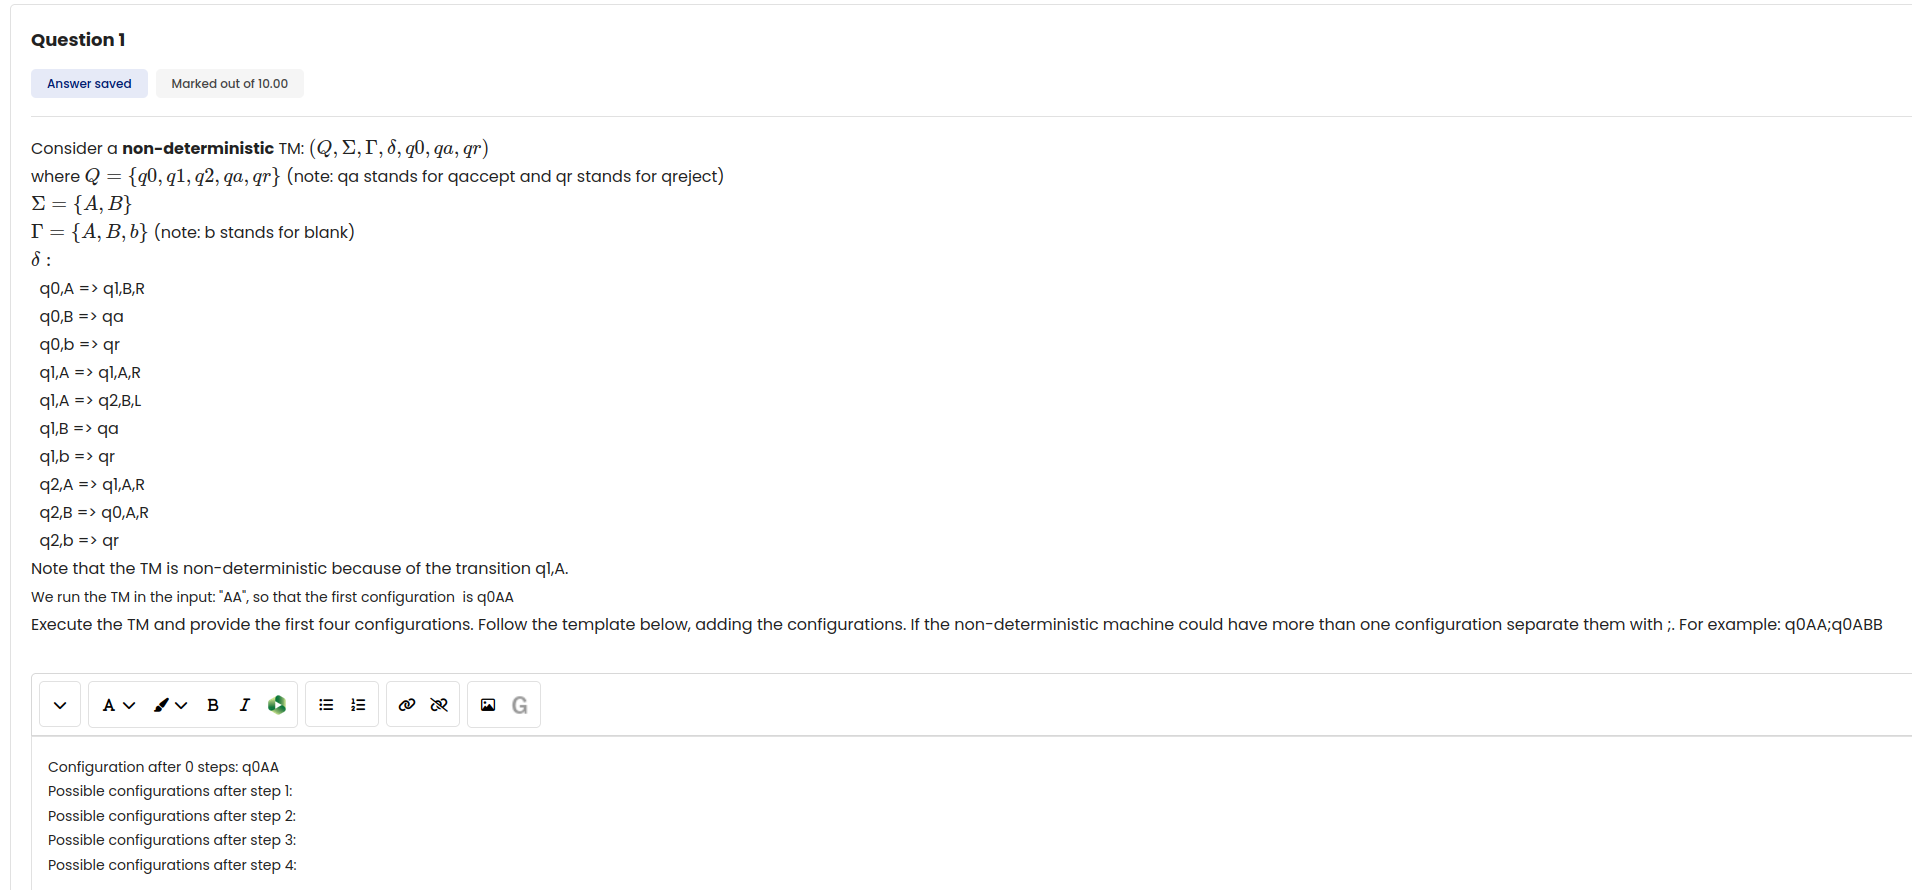 Question 1
Answer saved
Marked out of 10.00
Consider a non-deterministic TM: (Q, Σ, Γ, δ, q0, qa, qr)
where Q = {q0, q1, q2, qa, qr} (note: qa stands for qaccept and qr stands for qreject)
Σ = {A, B}
Γ = {A, B, b} (note: b stands for blank)
δ :
q0,A => q1,B,R
q0,B => qa
q0,b => qr
q1,A => q1,A,R
q1,A => q2,B,L
q1,B => qa
q1,b => qr
q2,A => q1,A,R
q2,B => q0,A,R
q2,b => qr
Note that the TM is non-deterministic because of the transition q1,A.
We run the TM in the input: "AA", so that the first configuration is q0AA
Execute the TM and provide the first four configurations. Follow the template below, adding the configurations. If the non-deterministic machine could have more than one configuration separate them with ;. For example: q0AA;q0ABB
A B I G
Configuration after 0 steps: q0AA
Possible configurations after step 1:
Possible configurations after step 2:
Possible configurations after step 3:
Possible configurations after step 4: